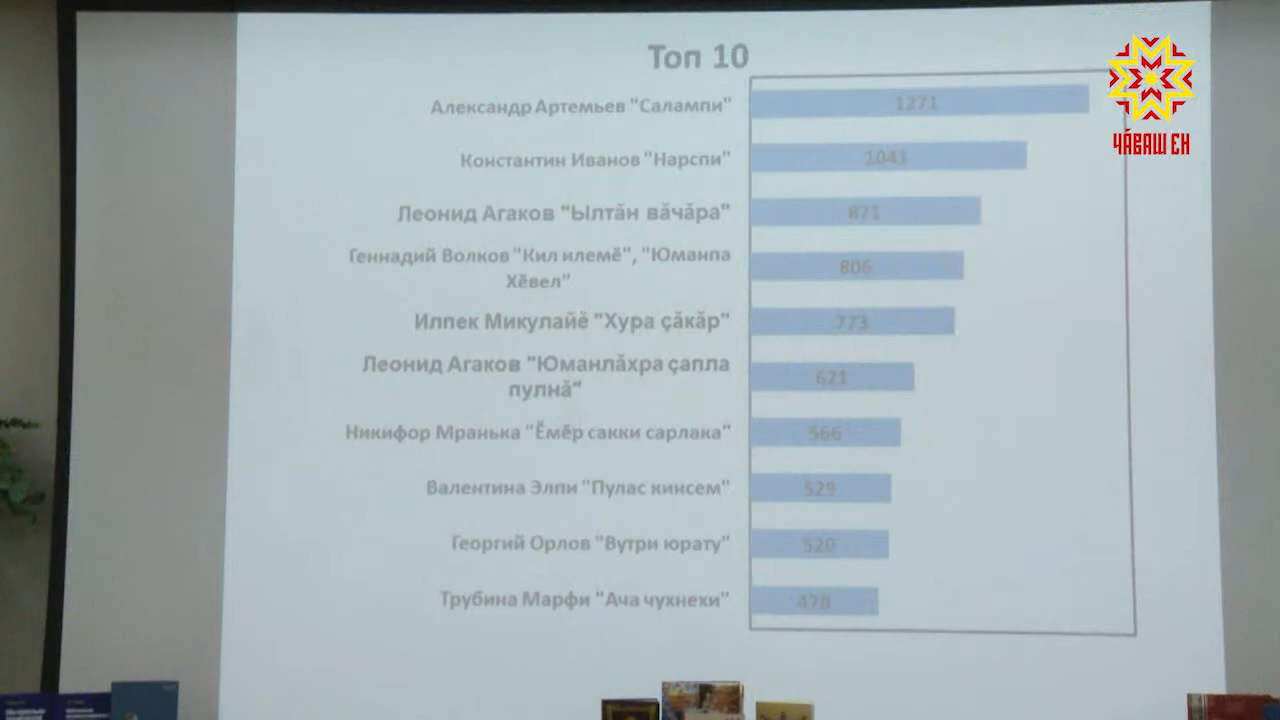 Топ 10
ЧӐВАШ ЕН
Александр Артемьев "Салампи" 1271
Константин Иванов "Нарспи" 1041
Леонид Агаков "Ылтӑн вӑчӑра" 871
Геннадий Волков "Кил илемӗ", "Юманпа
Хӗвел" 806
Илпек Микулайӗ "Хура ҫӑкӑр" 773
Леонид Агаков "Юманлӑхра ҫапла
пулнӑ" 621
Никифор Мранька "Ӗмӗр сакки сарлака" 566
Валентина Элпи "Пулас кинсем" 529
Георгий Орлов "Вутри юрату" 520
Трубина Марфи "Ача чухнехи" 478